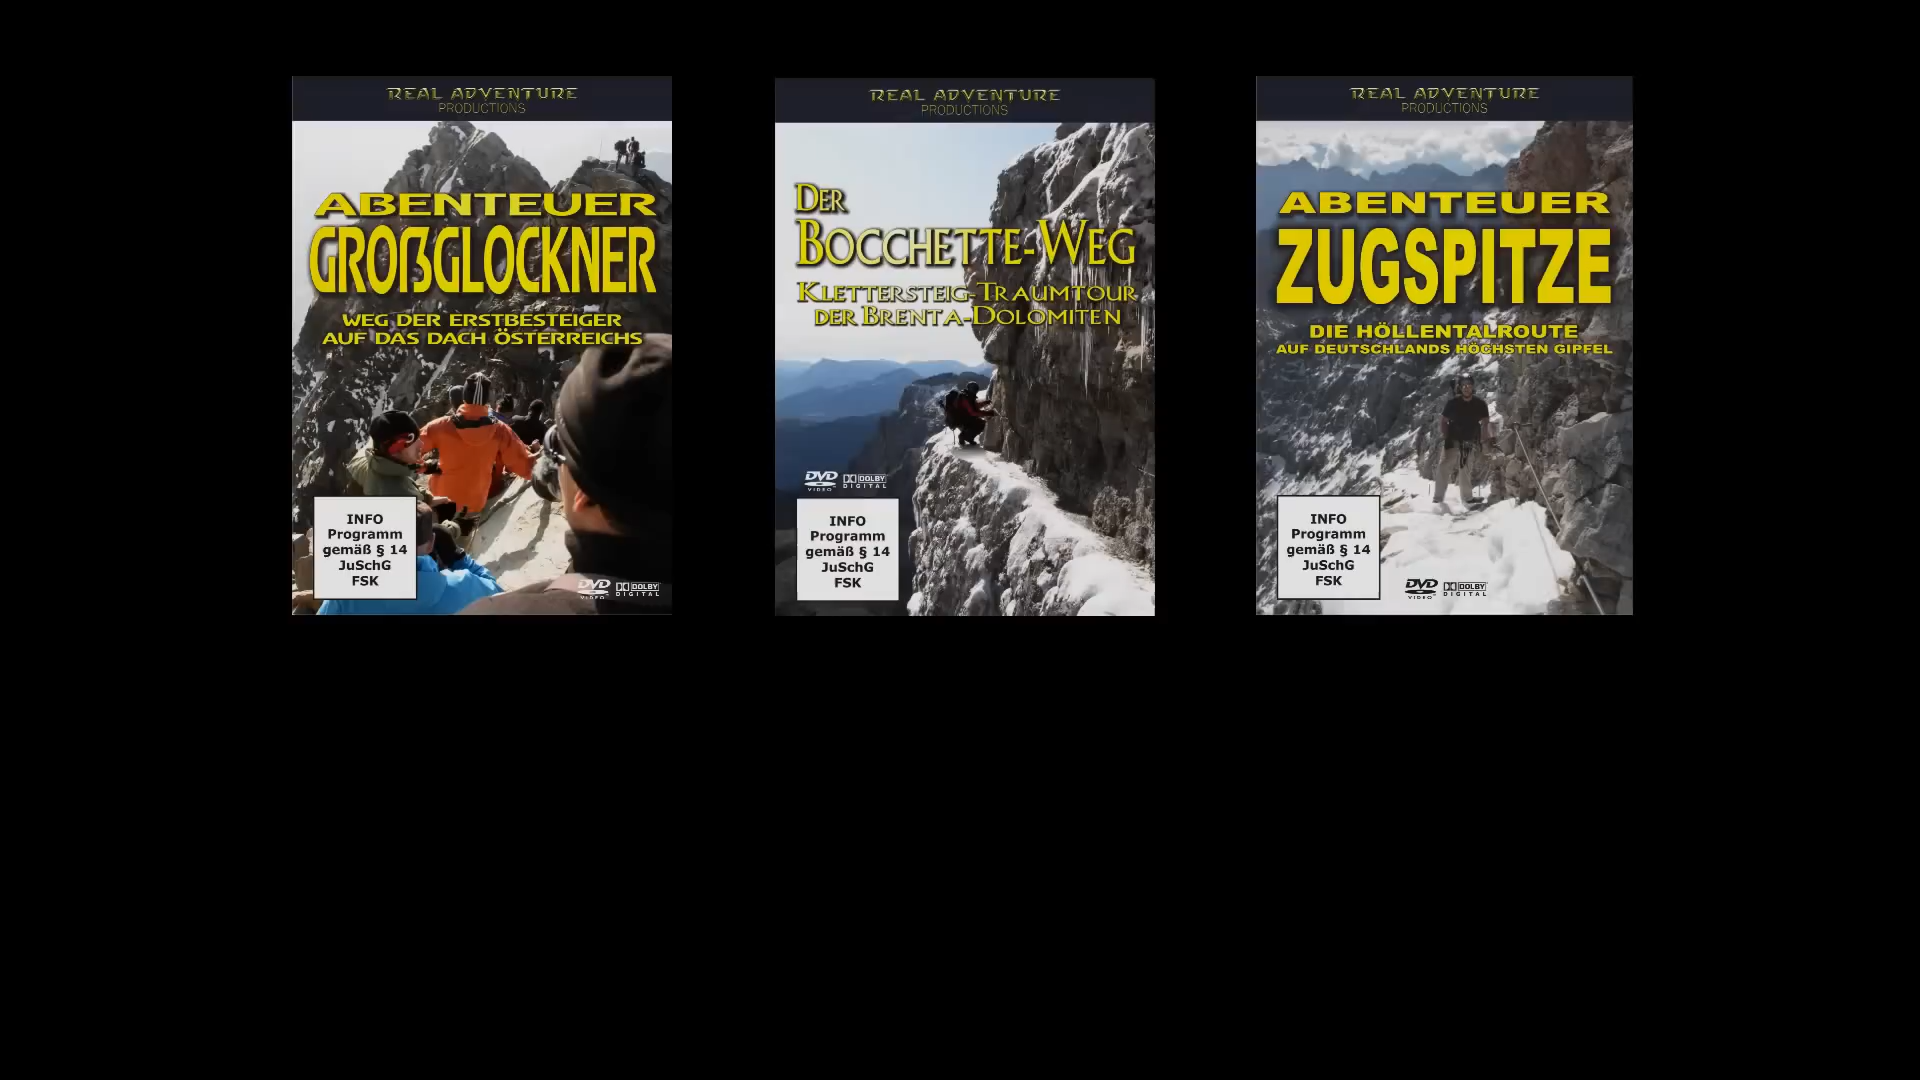 REAL ADVENTURE
PRODUCTIONS
ABENTEUER
GROßGLOCKNER
WEG DER ERSTBESTEIGER
AUF DAS DACH ÖSTERREICHS
INFO
Programm
gemäß § 14
JuSchG
FSK
DVD
VIDEO
DOLBY
DIGITAL
REAL ADVENTURE
PRODUCTIONS
DER
BOCCHETTE-WEG
KLETTERSTEIG-TRAUMTOUR
DER BRENTA-DOLOMITEN
DVD
VIDEO
DOLBY
DIGITAL
INFO
Programm
gemäß § 14
JuSchG
FSK
REAL ADVENTURE
PRODUCTIONS
ABENTEUER
ZUGSPITZE
DIE HÖLLENTALROUTE
AUF DEUTSCHLANDS HÖCHSTEN GIPFEL
INFO
Programm
gemäß § 14
JuSchG
FSK
DVD
VIDEO
DOLBY
DIGITAL